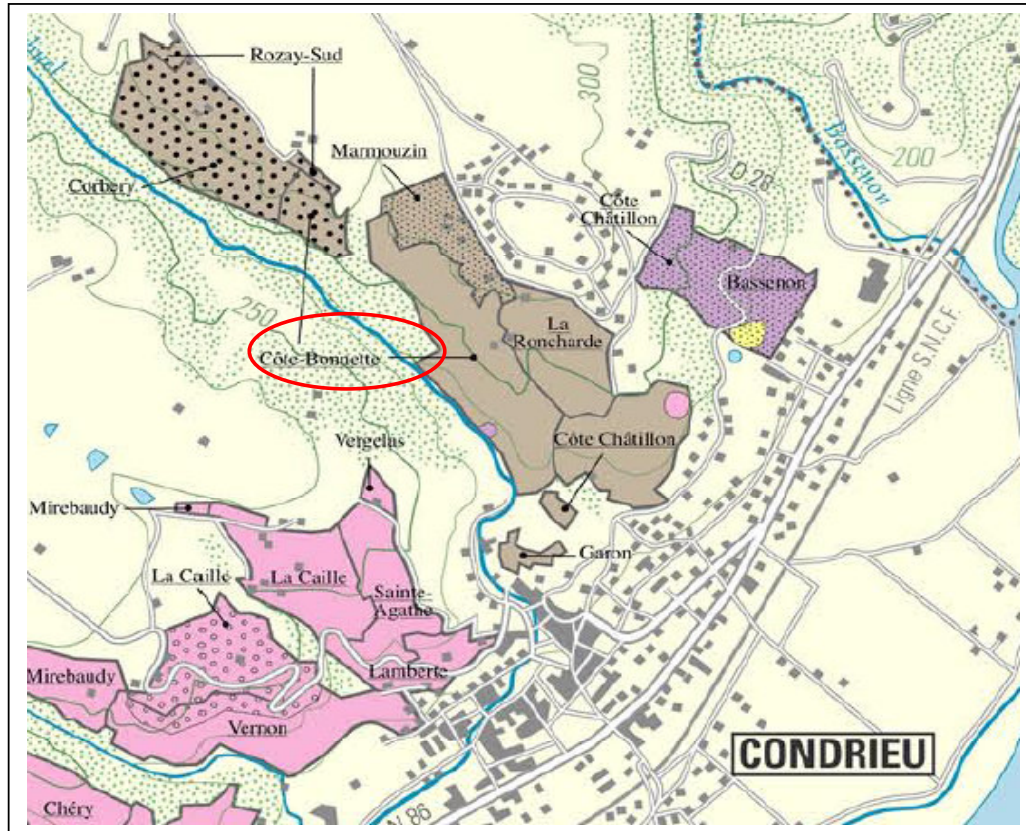 Rozay-Sud
Marmouzin
Corbery
300
200
D 28
Bassenon
Côte
Châtillon
Bassenon
250
La
Roncharde
Côte-Bonnette
Ligne S.N.C.F.
Vergelas
Côte Châtillon
Mirebaudy
Garon
La Caille
La Caille
Sainte-
Agathe
Mirebaudy
Lamberte
Vernon
CONDRIEU
Chéry
N 86